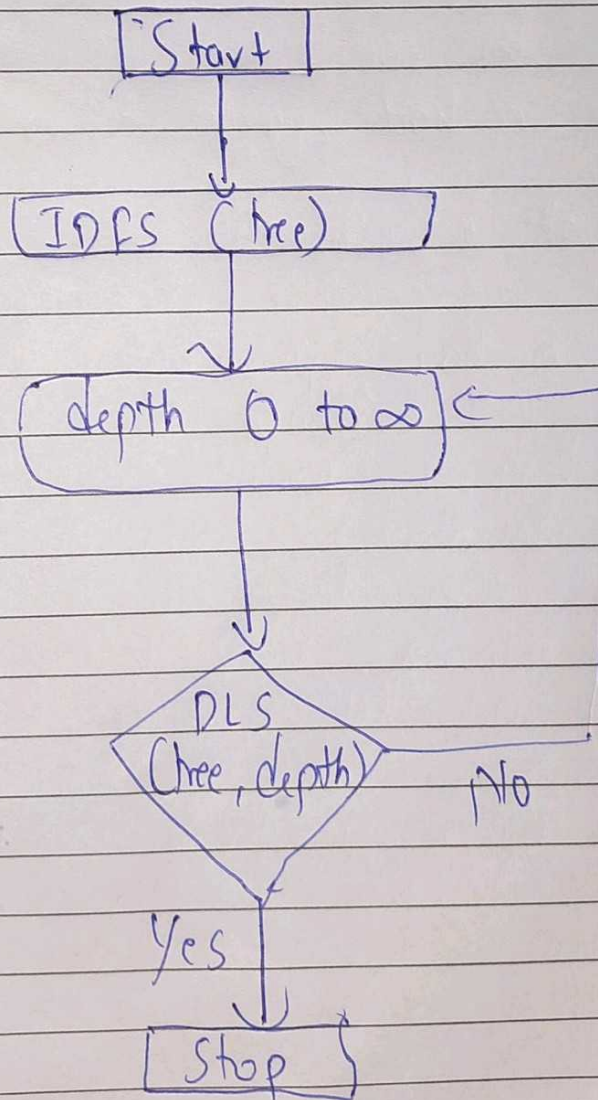 Start
IDFS (tree)
depth 0 to ∞
DLS
(tree, depth)
No
Yes
Stop